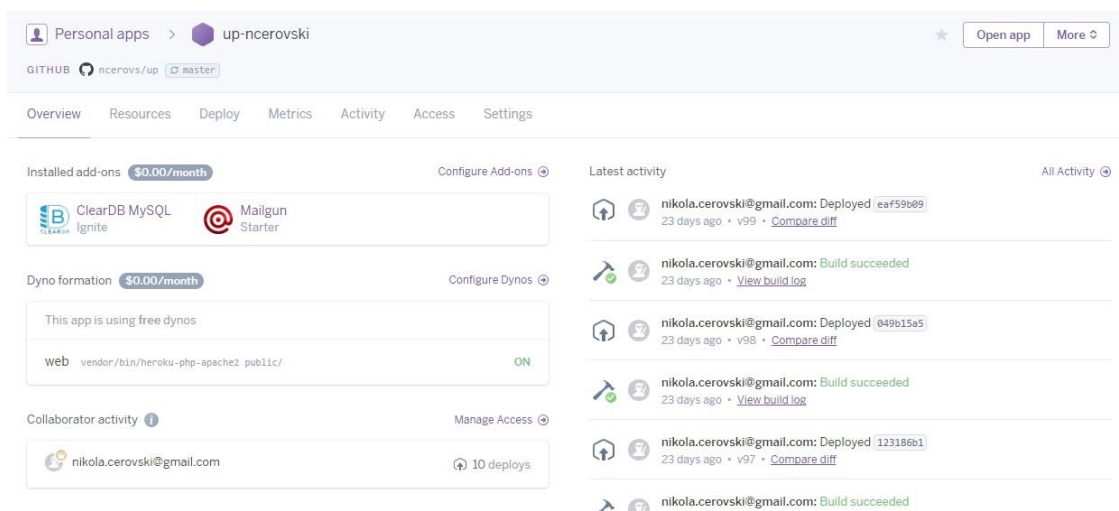 Personal apps > up-ncerovski
Open app More
GITHUB ncerovs/up master
Overview Resources Deploy Metrics Activity Access Settings
Installed add-ons $0.00/month Configure Add-ons
ClearDB MySQL
Ignite
CLEARDB
Mailgun
Starter
Dyno formation $0.00/month Configure Dynos
This app is using free dynos
web vendor/bin/heroku-php-apache2 public/ ON
Collaborator activity Manage Access
nikola.cerovski@gmail.com 10 deploys
Latest activity All Activity
nikola.cerovski@gmail.com: Deployed eaf59b09
23 days ago • v99 • Compare diff
nikola.cerovski@gmail.com: Build succeeded
23 days ago • View build log
nikola.cerovski@gmail.com: Deployed 049b15a5
23 days ago • v98 • Compare diff
nikola.cerovski@gmail.com: Build succeeded
23 days ago • View build log
nikola.cerovski@gmail.com: Deployed 123186b1
23 days ago • v97 • Compare diff
nikola.cerovski@gmail.com: Build succeeded